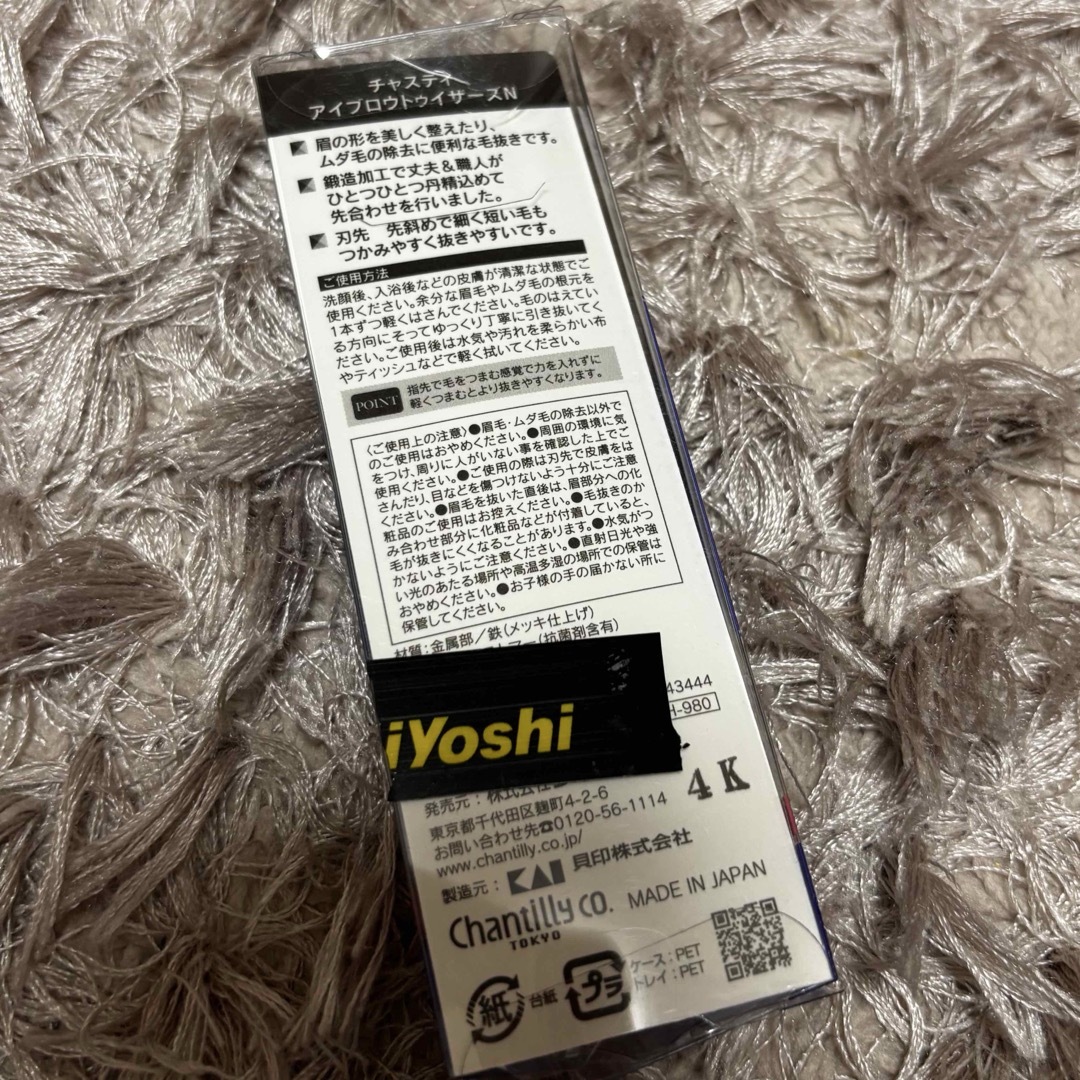 チャスティ
アイブロウトゥイザーズN
眉の形を美しく整えたり、
ムダ毛の除去に便利な毛抜きです。
鍛造加工で丈夫&職人が
ひとつひとつ丹精込めて
先合わせを行いました。
刃先 先斜めで細く短い毛も
つかみやすく抜きやすいです。
ご使用方法
洗顔後、入浴後などの皮膚が清潔な状態でご
使用ください。余分な眉毛やムダ毛の根元を
1本ずつ軽くはさんでください。毛のはえてい
る方向にそってゆっくり丁寧に引き抜いてく
ださい。ご使用後は水気や汚れを柔らかい布
やティッシュなどで軽く拭いてください。
POINT
指先で毛をつまむ感覚で力を入れずに
軽くつまむとより抜きやすくなります。
〈ご使用上の注意〉●眉毛・ムダ毛の除去以外で
のご使用はおやめください。●周囲の環境に気
をつけ、周りに人がいない事を確認した上でご
使用ください。●ご使用の際は刃先で皮膚をは
さんだり、目などを傷つけないよう十分にご注意
ください。●眉毛を抜いた直後は、眉部分への化
粧品のご使用はお控えください。●毛抜きのか
み合わせ部分に化粧品などが付着していると、
毛が抜きにくくなることがあります。●水気がつ
かないようにご注意ください。●直射日光や強
い光のあたる場所や高温多湿の場所での保管は
おやめください。●お子様の手の届かない所に
保管してください。
材質:金属部/鉄(メッキ仕上げ)
マー(抗菌剤含有)
43444
H-980
iYoshi
4K
発売元:株式会社
東京都千代田区麹町4-2-6
お問い合わせ先☎0120-56-1114
www.chantilly.co.jp/
製造元:KAI 貝印株式会社
Chantilly CO. MADE IN JAPAN
TOKYO
紙 台紙 プラ
ケース:PET
トレイ:PET